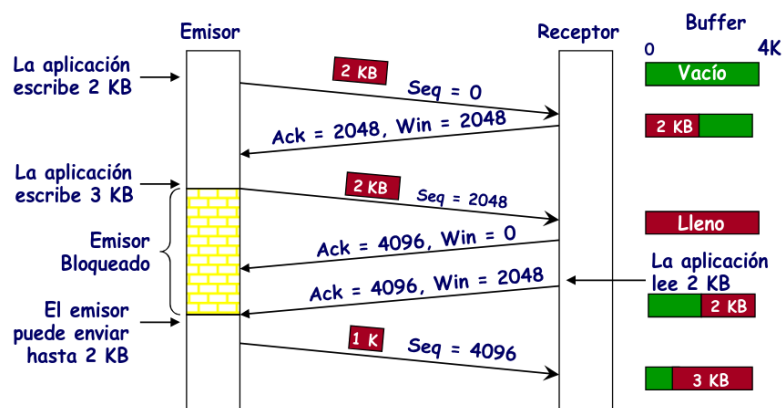 Emisor
Receptor
Buffer
0
4K
La aplicación
escribe 2 KB
2 KB
Seq = 0
Vacío
Ack = 2048, Win = 2048
2 KB
La aplicación
escribe 3 KB
2 KB
Seq = 2048
Lleno
Emisor
Bloqueado
Ack = 4096, Win = 0
La aplicación
lee 2 KB
Ack = 4096, Win = 2048
2 KB
El emisor
puede enviar
hasta 2 KB
1 K
Seq = 4096
3 KB